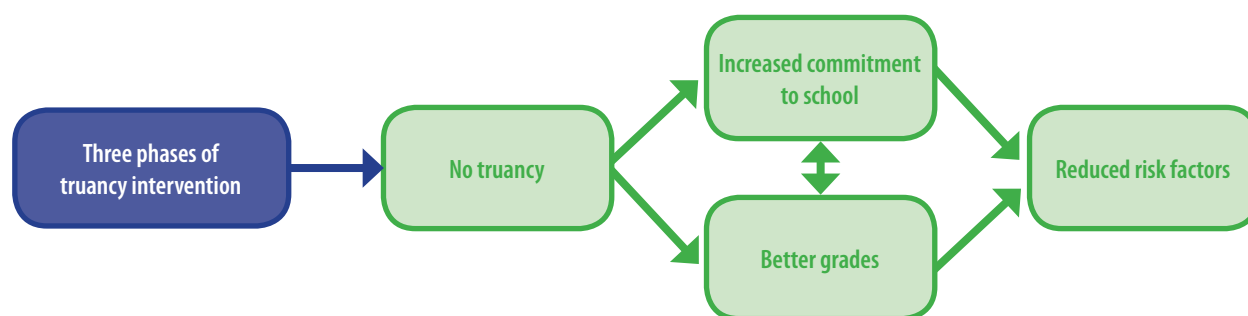 Three phases of
truancy intervention
No truancy
Increased commitment
to school
Better grades
Reduced risk factors